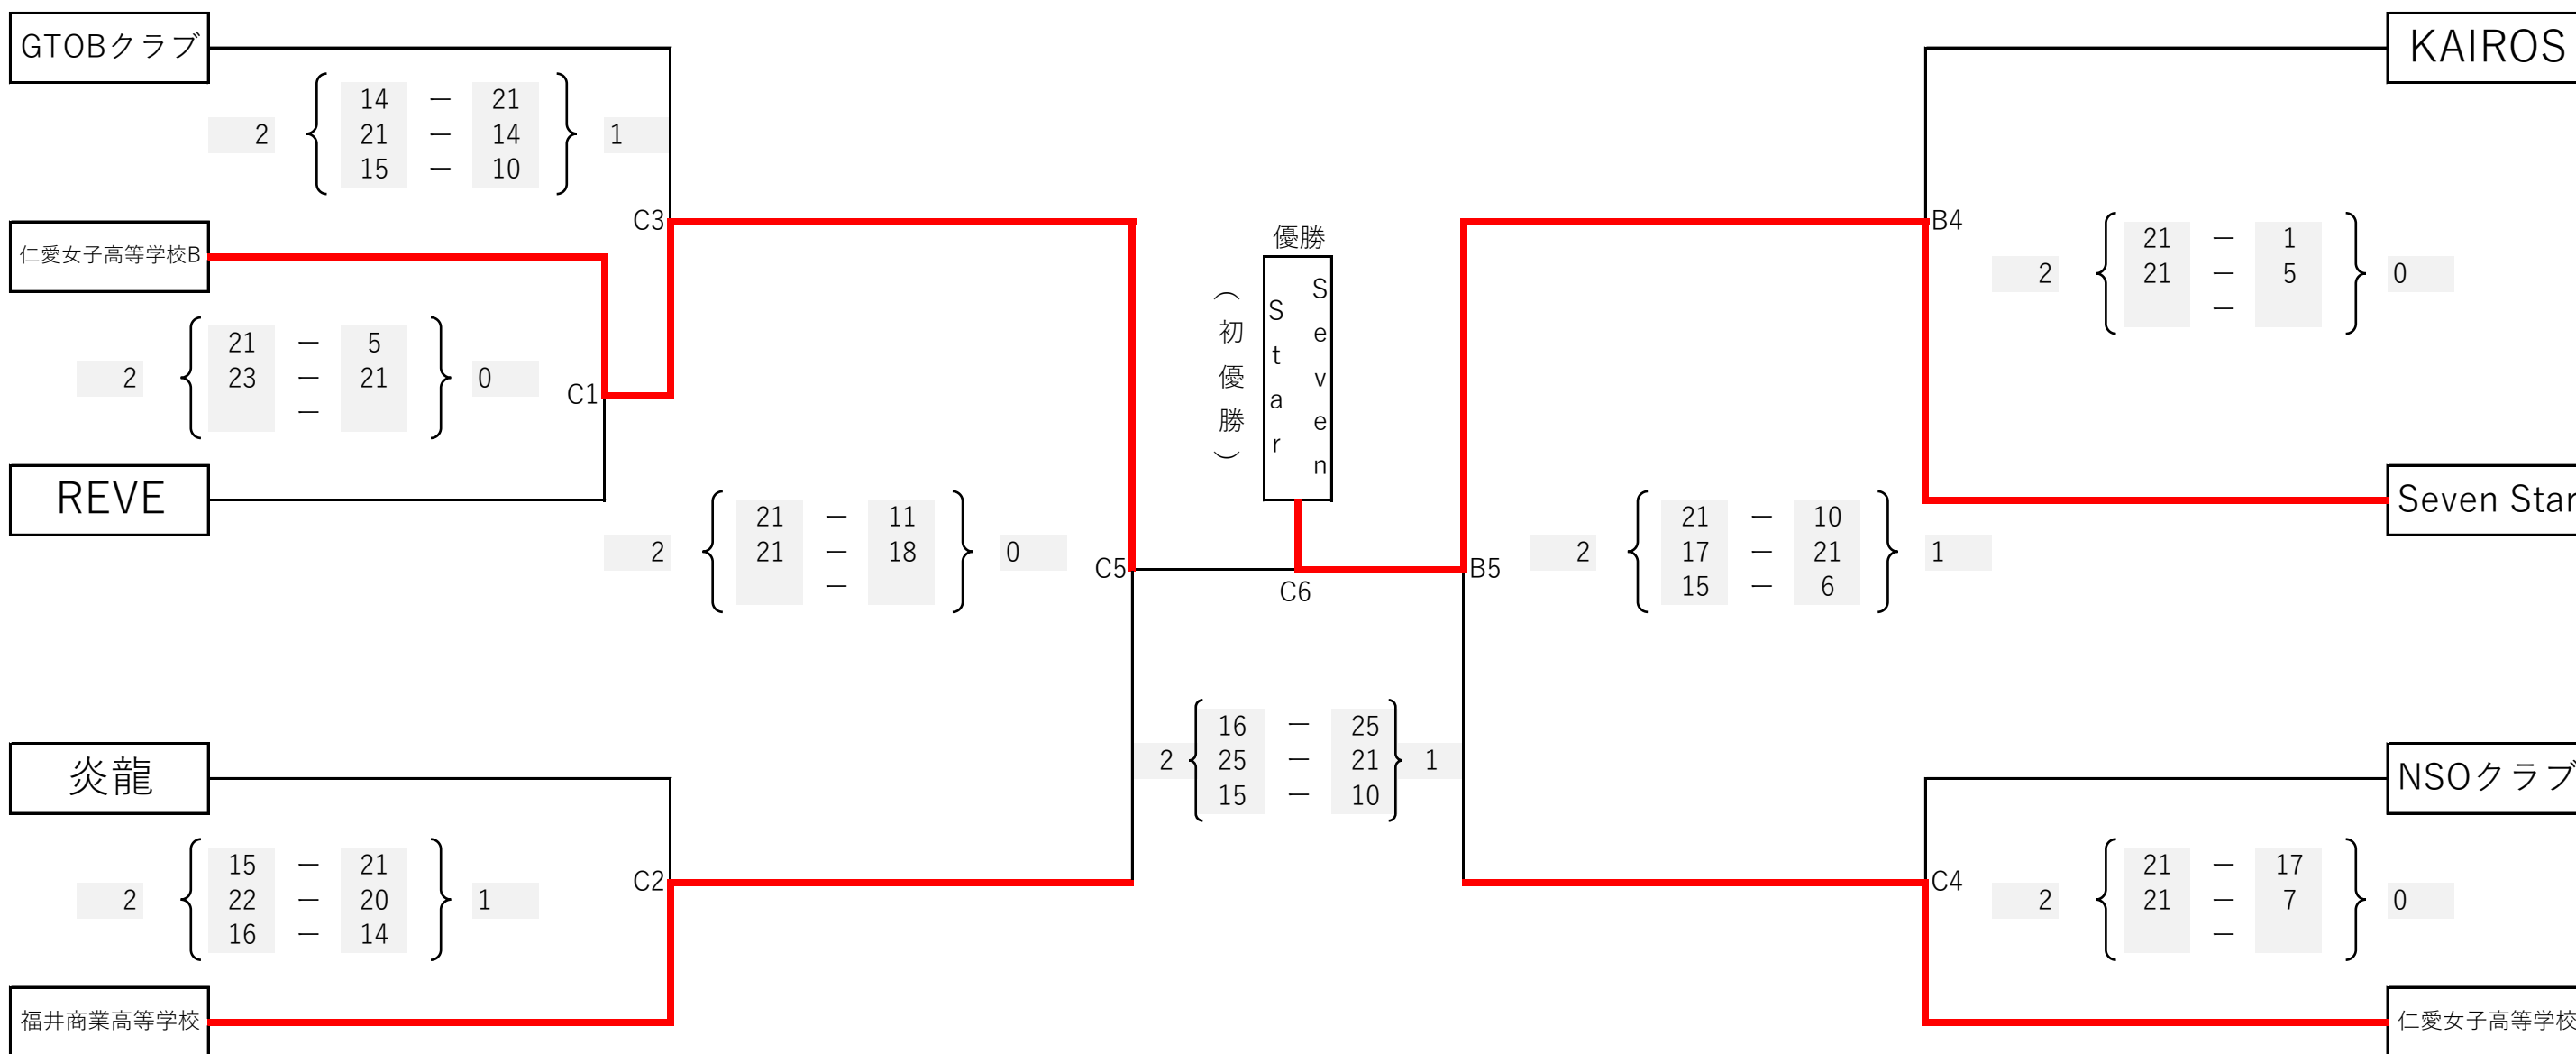 GTOBクラブ
KAIROS
14 － 21
2 21 － 14 1
15 － 10
C3
B4
優勝
仁愛女子高等学校B
Seven
Star
（初優勝）
21 － 1
2 21 － 5 0
－
21 － 5
2 23 － 21 0
－
C1
REVE
Seven Star
21 － 11
2 21 － 18 0
－
C5
C6
B5
21 － 10
2 17 － 21 1
15 － 6
16 － 25
2 25 － 21 1
15 － 10
炎龍
NSOクラブ
15 － 21
2 22 － 20 1
16 － 14
C2
C4
21 － 17
2 21 － 7 0
－
福井商業高等学校
仁愛女子高等学校